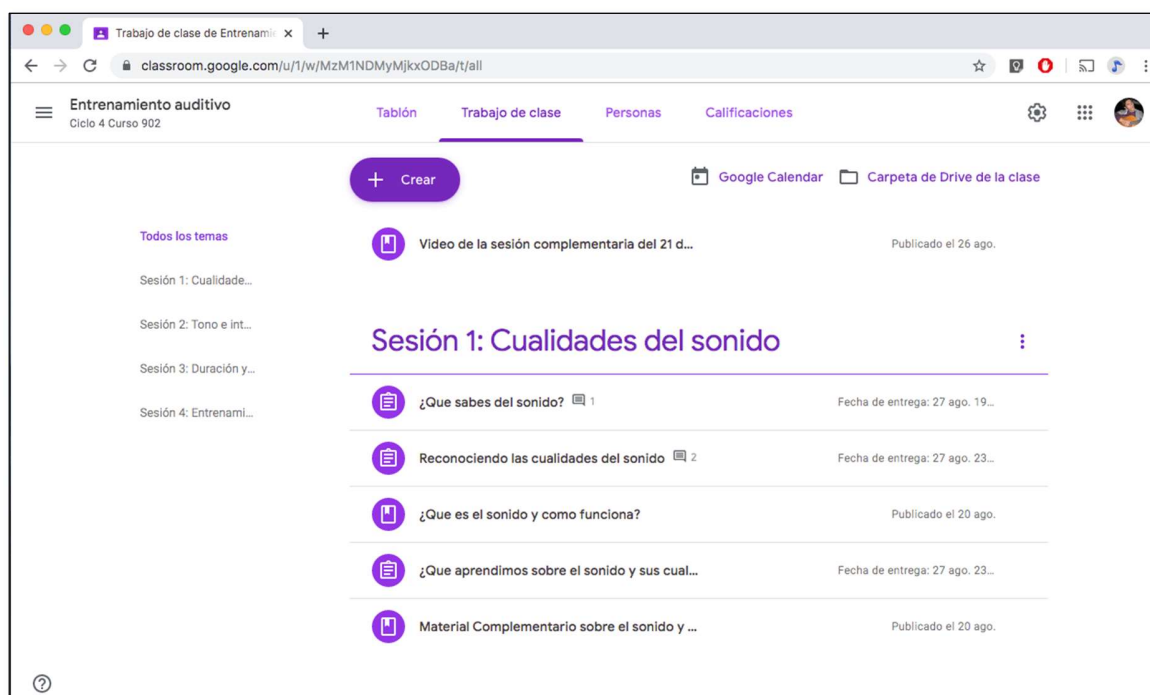 Trabajo de clase de Entrenamie
classroom.google.com/u/1/w/MzM1NDMyMjkxODBa/t/all
Entrenamiento auditivo
Ciclo 4 Curso 902
Tablón
Trabajo de clase
Personas
Calificaciones
+ Crear
Google Calendar
Carpeta de Drive de la clase
Todos los temas
Sesión 1: Cualidade...
Sesión 2: Tono e int...
Sesión 3: Duración y...
Sesión 4: Entrenami...
Video de la sesión complementaria del 21 d...
Publicado el 26 ago.
Sesión 1: Cualidades del sonido
¿Que sabes del sonido? 1
Fecha de entrega: 27 ago. 19...
Reconociendo las cualidades del sonido 2
Fecha de entrega: 27 ago. 23...
¿Que es el sonido y como funciona?
Publicado el 20 ago.
¿Que aprendimos sobre el sonido y sus cual...
Fecha de entrega: 27 ago. 23...
Material Complementario sobre el sonido y ...
Publicado el 20 ago.